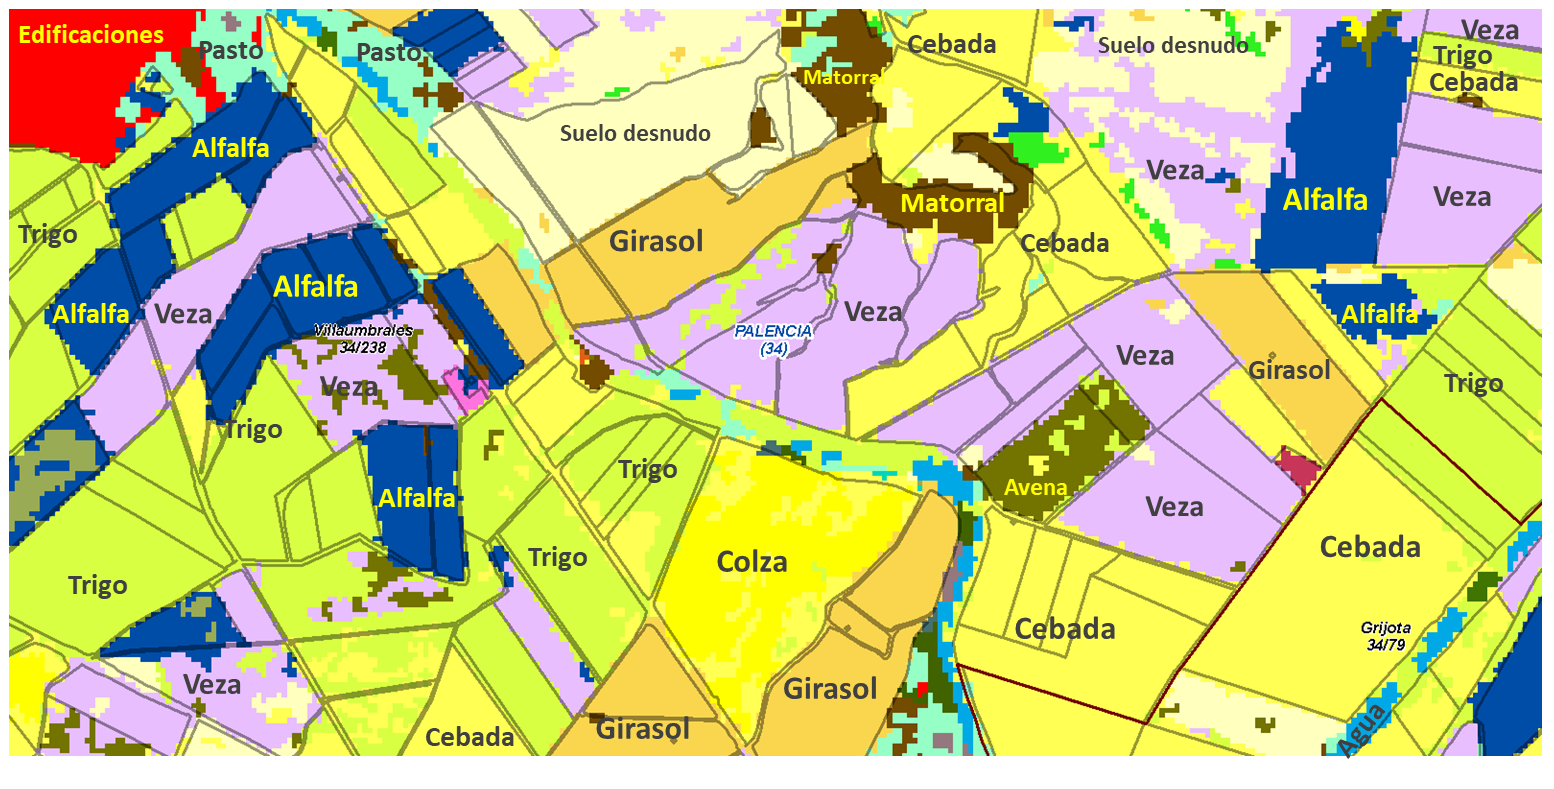 Edificaciones
Pasto
Pasto
Cebada
Suelo desnudo
Veza
Trigo
Cebada
Matorral
Suelo desnudo
Alfalfa
Veza
Alfalfa
Veza
Matorral
Trigo
Girasol
Cebada
Alfalfa
Alfalfa
Veza
Veza
Alfalfa
Villaumbrales
34/238
PALENCIA
(34)
Veza
Girasol
Veza
Trigo
Trigo
Trigo
Alfalfa
Avena
Veza
Trigo
Colza
Cebada
Trigo
Cebada
Grijota
34/79
Veza
Girasol
Girasol
Cebada
Agua